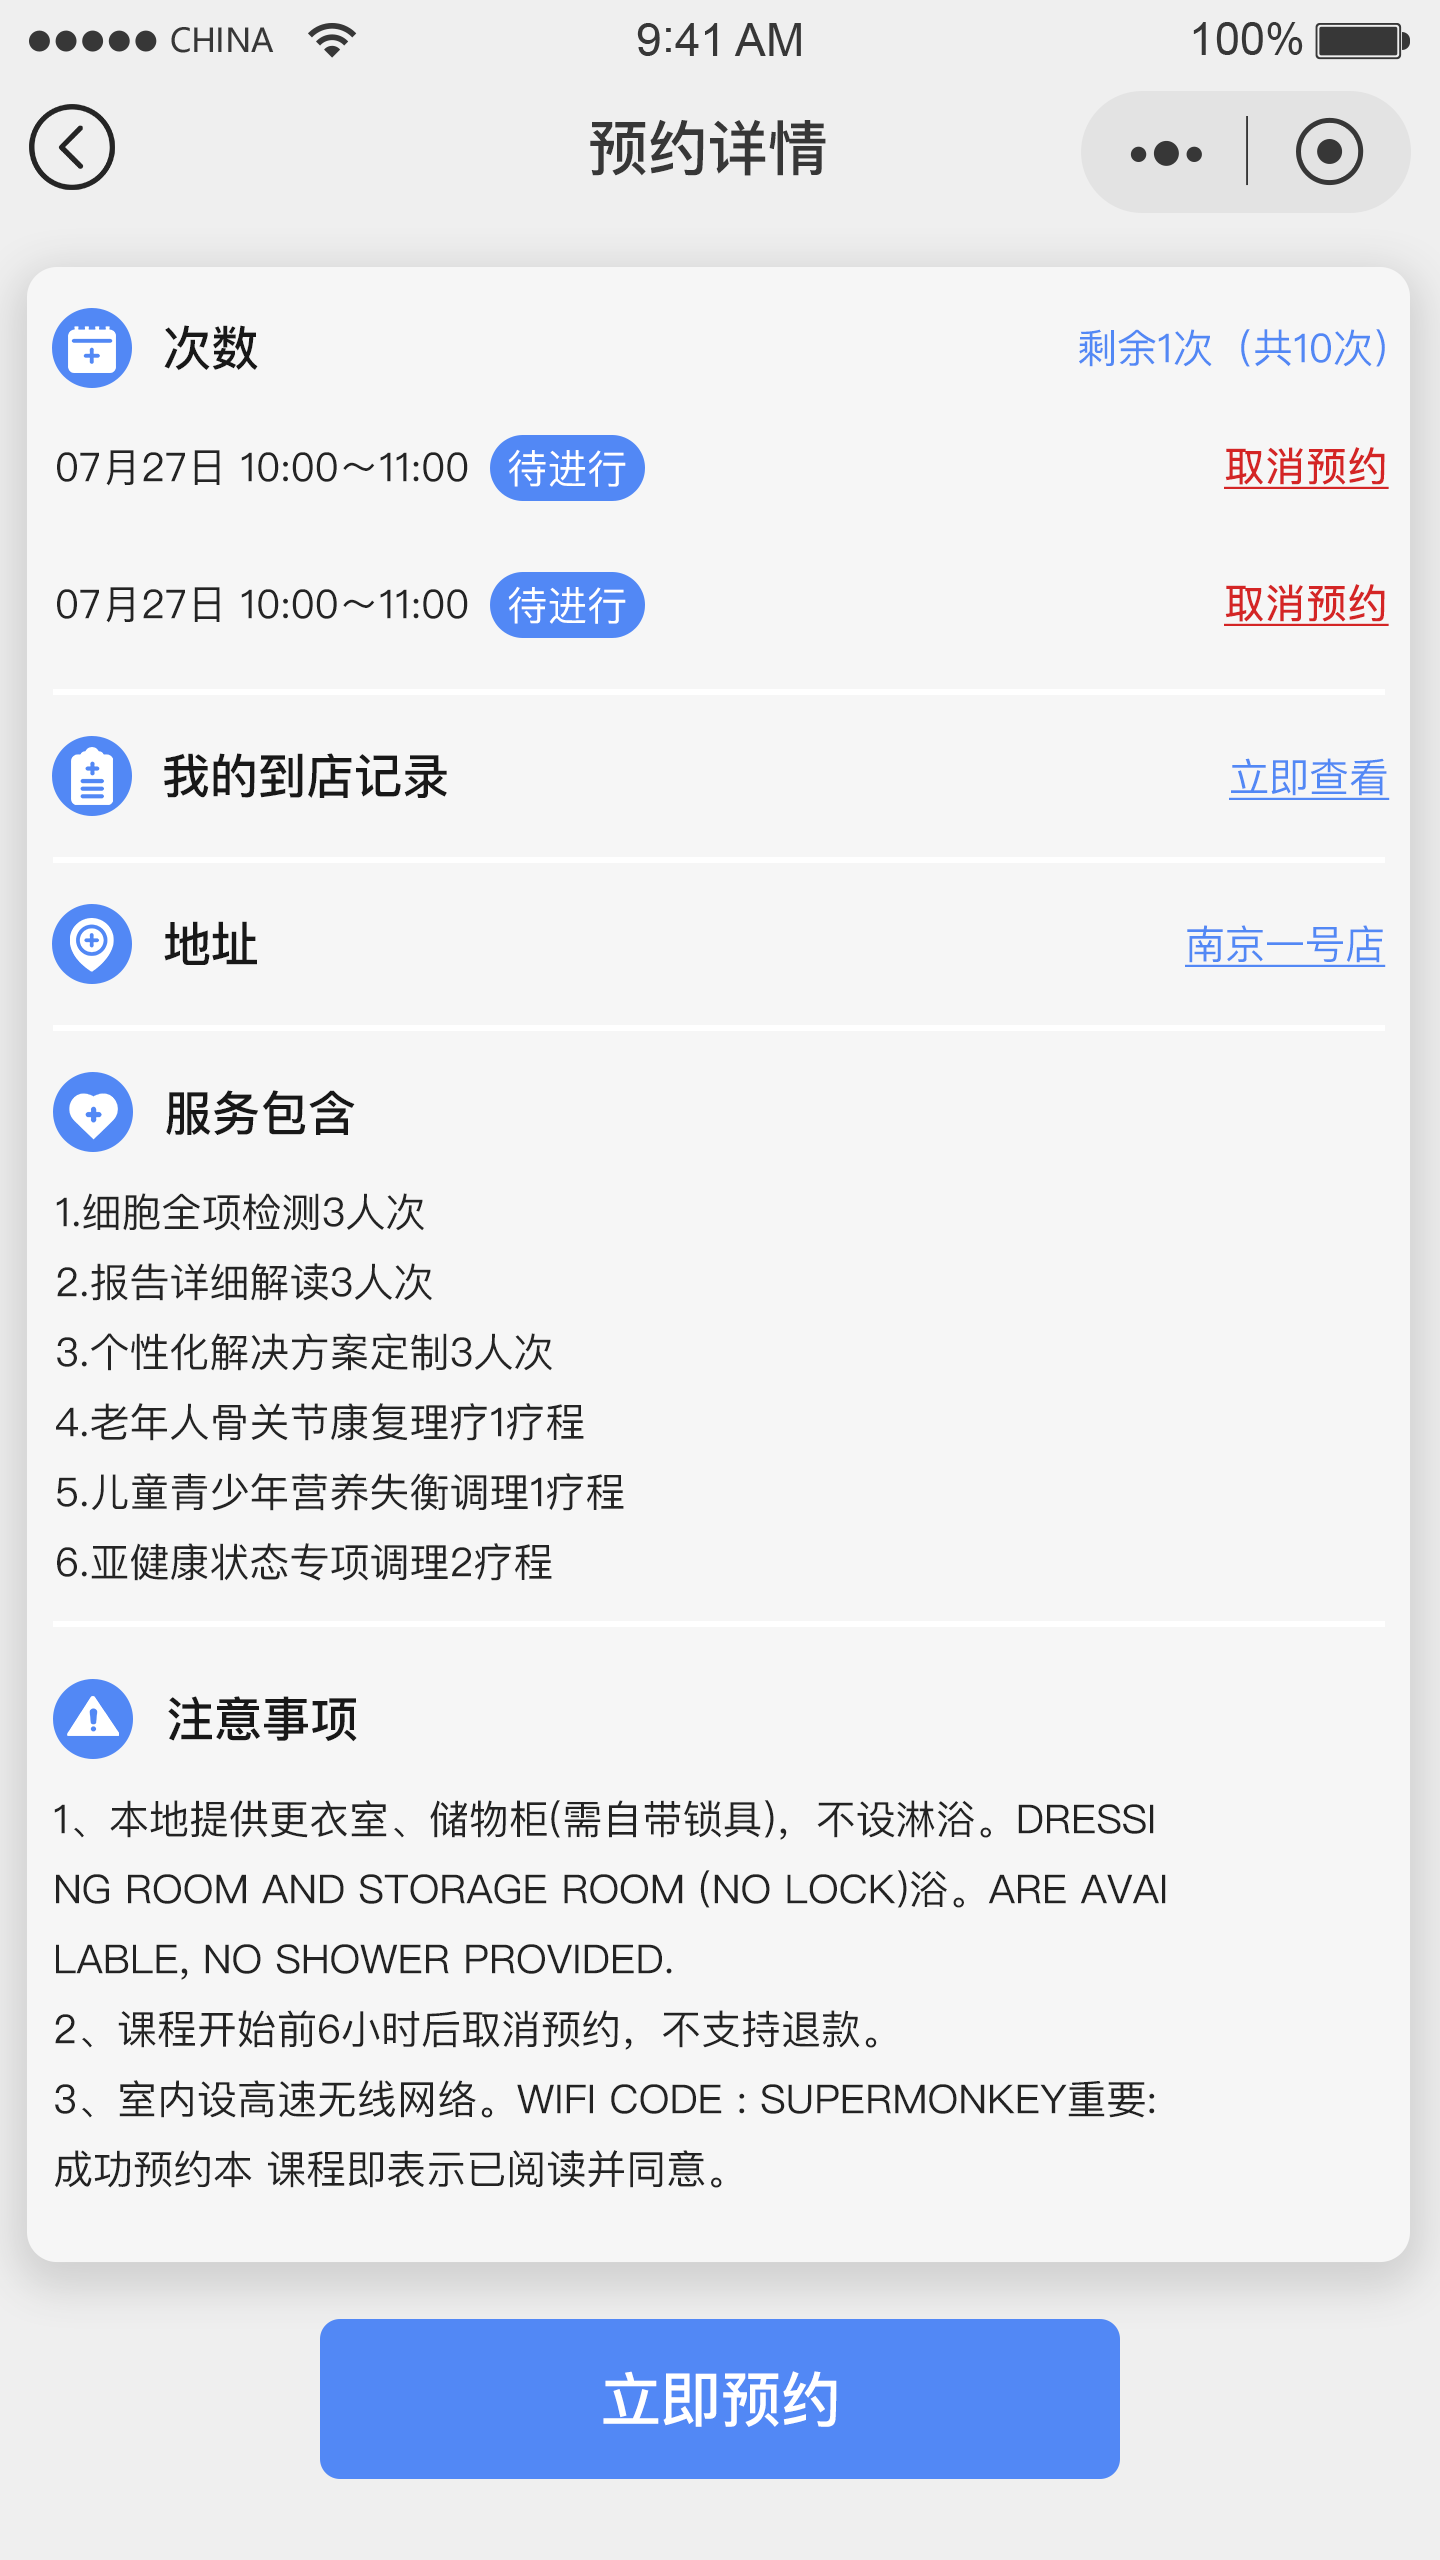 CHINA 9:41 AM 100%
预约详情
次数 剩余1次（共10次）
07月27日 10:00～11:00 待进行 取消预约
07月27日 10:00～11:00 待进行 取消预约
我的到店记录 立即查看
地址 南京一号店
服务包含
1.细胞全项检测3人次
2.报告详细解读3人次
3.个性化解决方案定制3人次
4.老年人骨关节康复理疗1疗程
5.儿童青少年营养失衡调理1疗程
6.亚健康状态专项调理2疗程
注意事项
1、本地提供更衣室、储物柜(需自带锁具)，不设淋浴。DRESSI
NG ROOM AND STORAGE ROOM (NO LOCK)浴。ARE AVAI
LABLE, NO SHOWER PROVIDED.
2、课程开始前6小时后取消预约，不支持退款。
3、室内设高速无线网络。WIFI CODE : SUPERMONKEY重要:
成功预约本 课程即表示已阅读并同意。
立即预约